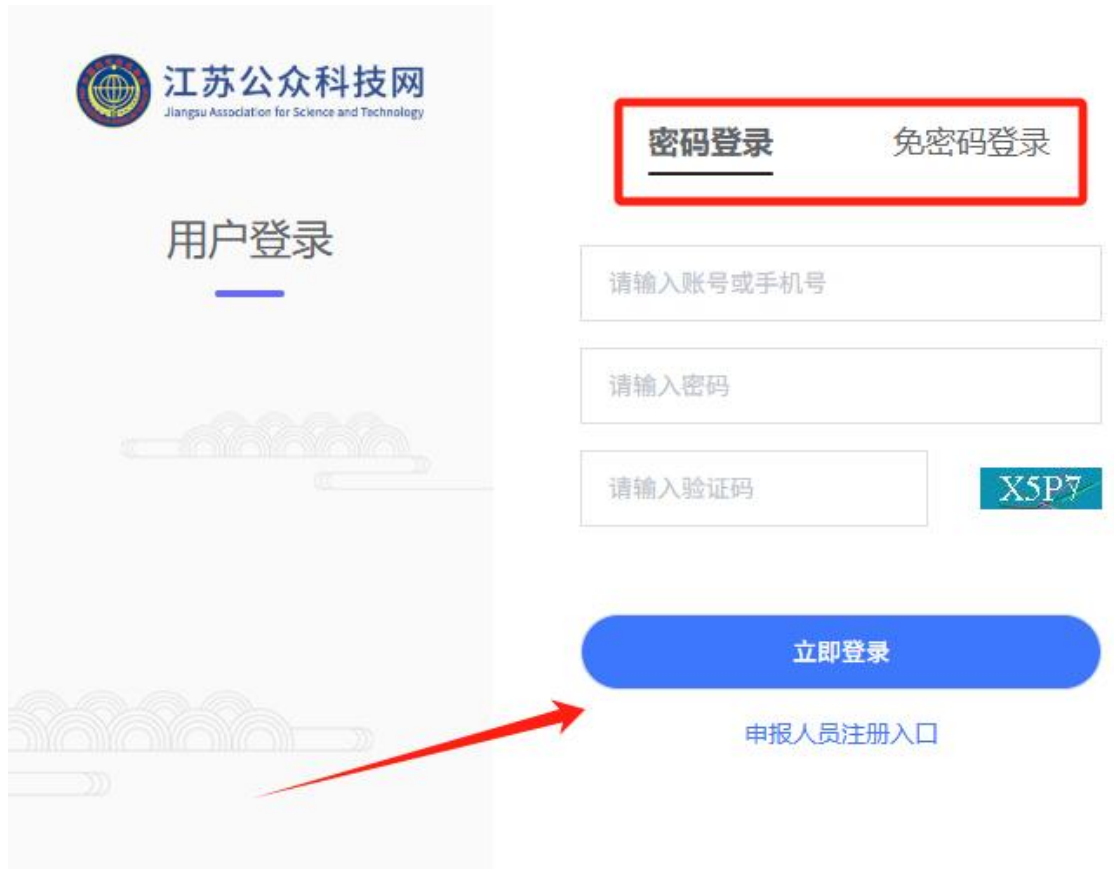 江苏公众科技网
Jiangsu Association for Science and Technology
用户登录
密码登录 免密码登录
请输入账号或手机号
请输入密码
请输入验证码 X5P7
立即登录
申报人员注册入口